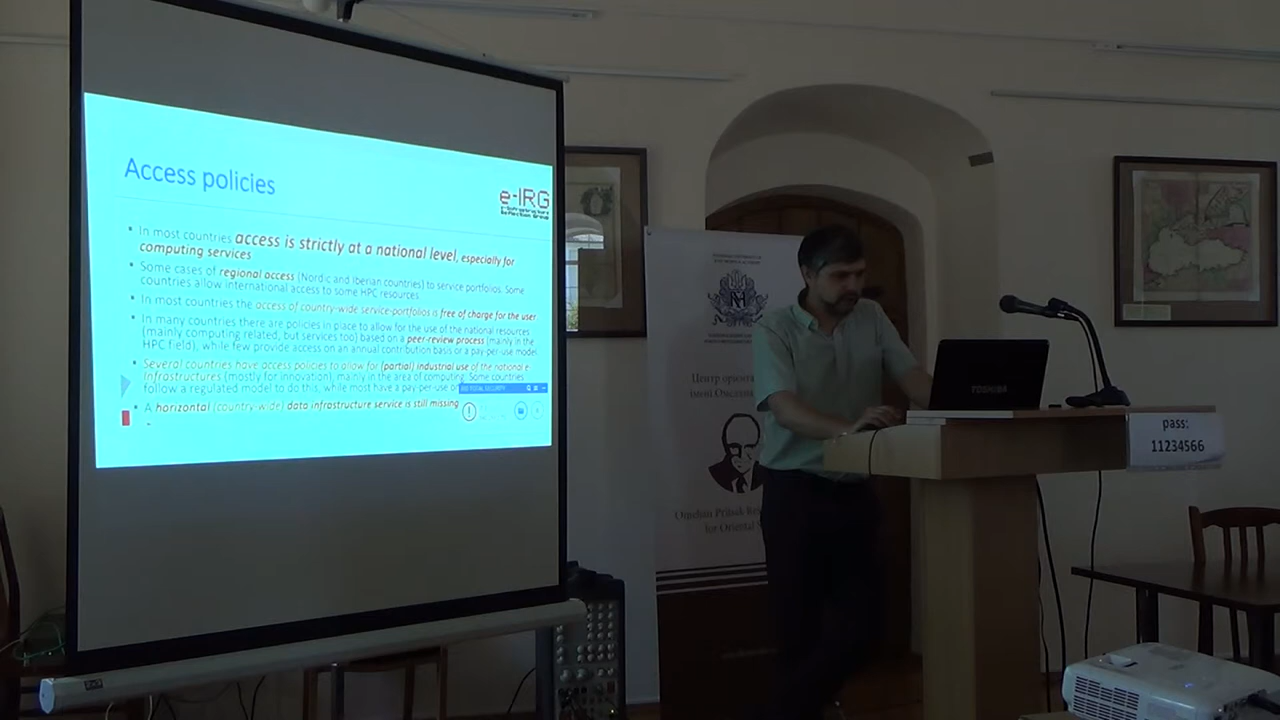 Access policies
e-IRG
e-Infrastructure
Reflection Group
In most countries access is strictly at a national level, especially for
computing services
Some cases of regional access (Nordic and Iberian countries) to service portfolios. Some
countries allow international access to some HPC resources
In most countries the access of country-wide service-portfolios is free of charge for the user
In many countries there are policies in place to allow for the use of the national resources
(mainly computing related, but services too) based on a peer-review process (mainly in the
HPC field), while few provide access on an annual contribution basis or a pay-per-use model
Several countries have access policies to allow for (partial) industrial use of the national e-
Infrastructures (mostly for innovation), mainly in the area of computing. Some countries
follow a regulated model to do this, while most have a pay-per-use or
A horizontal (country-wide) data infrastructure service is still missing
Центр
імені
Omeljan Pritsak
for Oriental
TOSHIBA
pass:
11234566